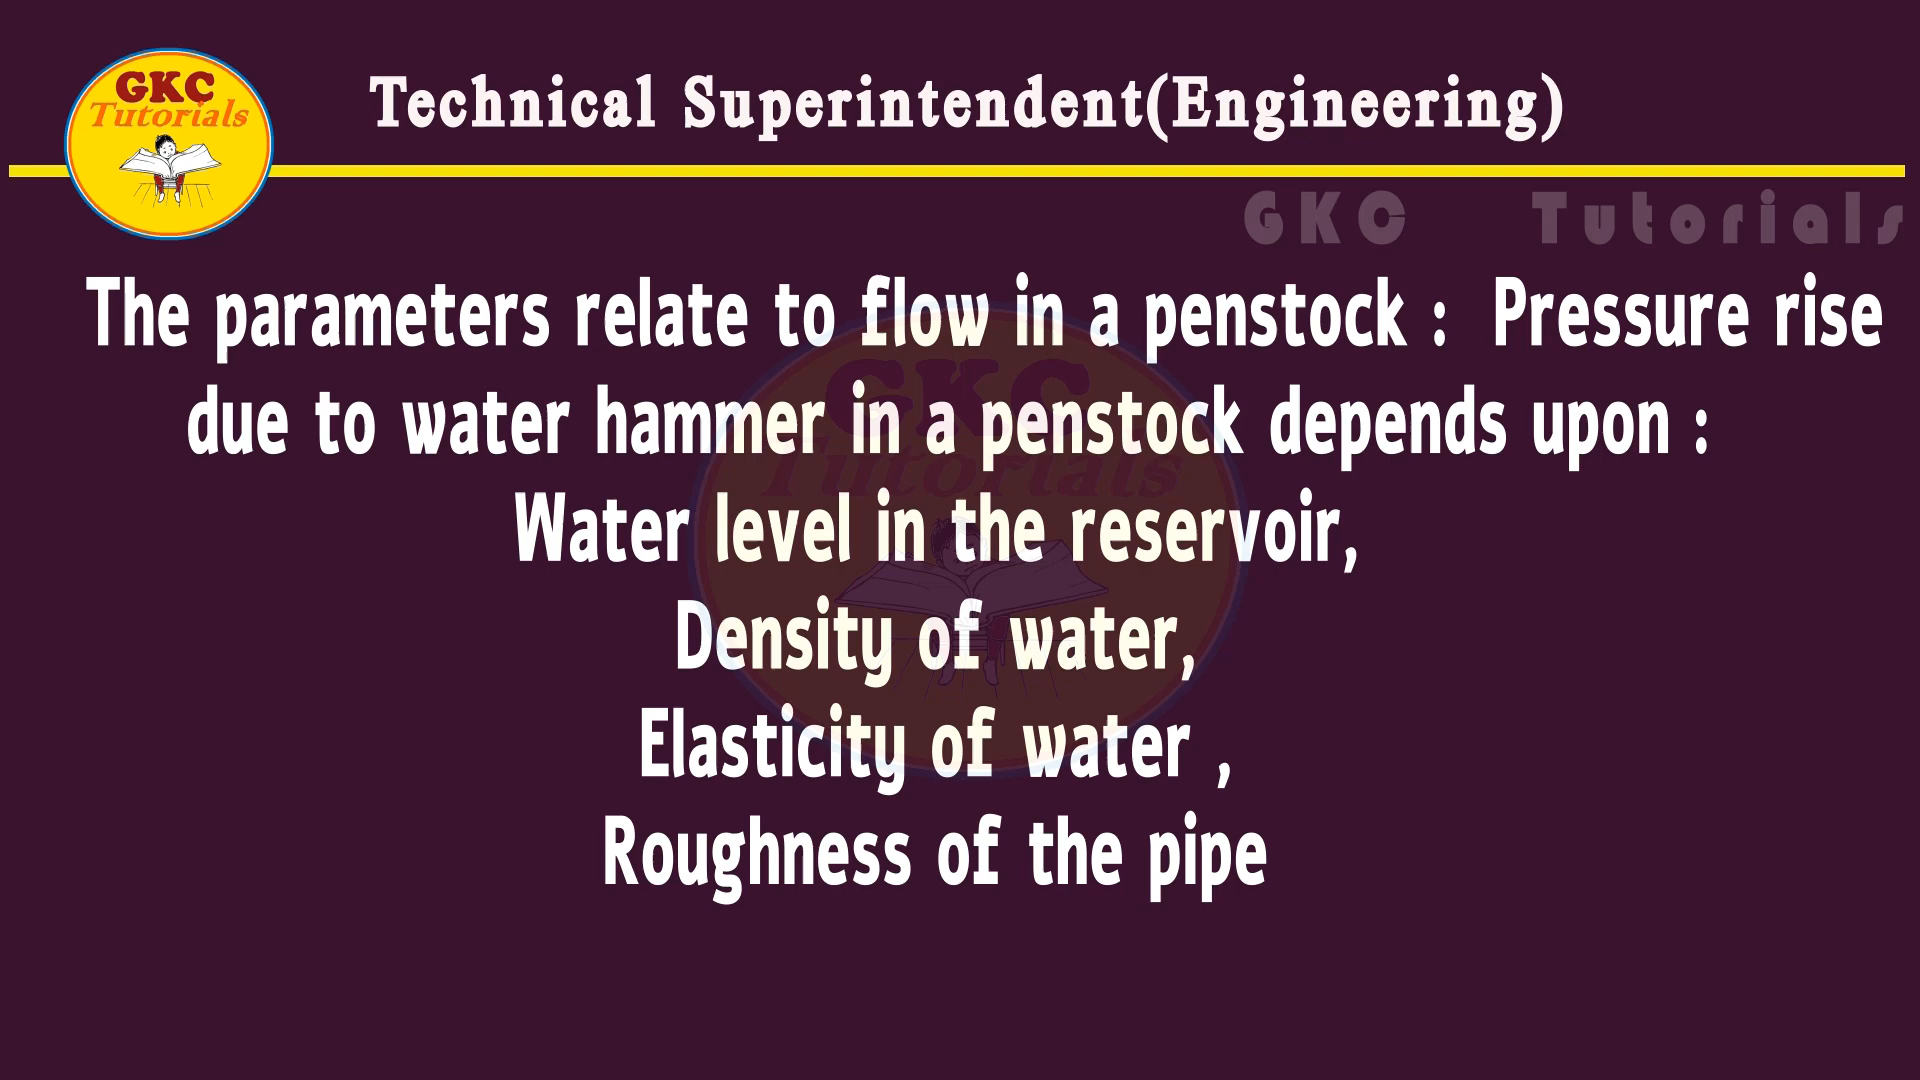 GKC
Tutorials
Technical Superintendent(Engineering)
GKC Tutorials
The parameters relate to flow in a penstock : Pressure rise
due to water hammer in a penstock depends upon :
GKC
Tutorials
Water level in the reservoir,
Density of water,
Elasticity of water ,
Roughness of the pipe